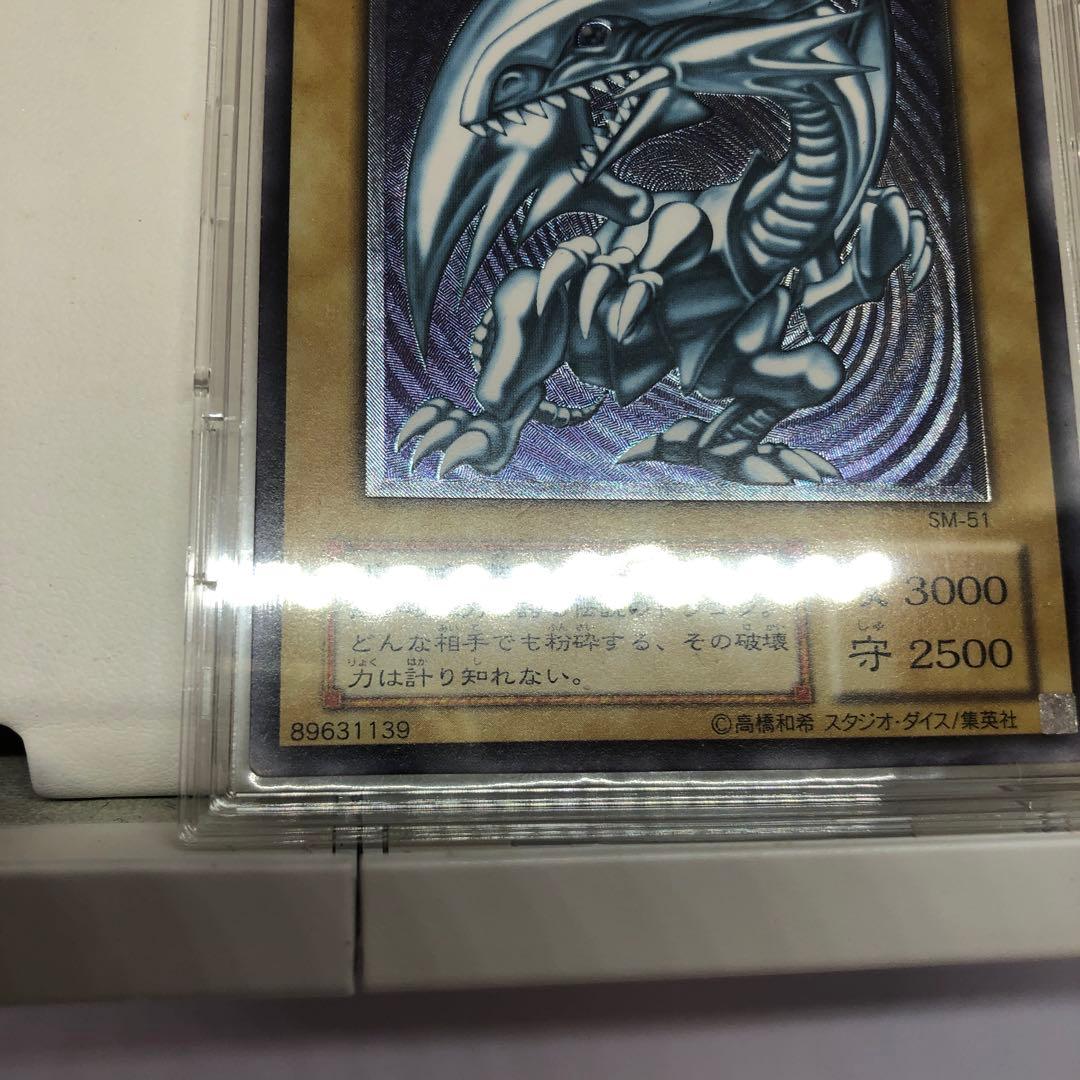 SM-51
3000
どんな相手でも粉砕する、その破壊
力は計り知れない。
守 2500
89631139
©高橋和希 スタジオ・ダイス/集英社